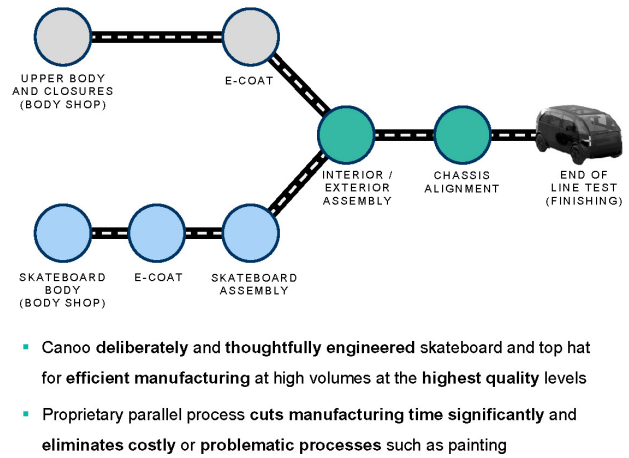 UPPER BODY
AND CLOSURES
(BODY SHOP)
E-COAT
INTERIOR /
EXTERIOR
ASSEMBLY
CHASSIS
ALIGNMENT
END OF
LINE TEST
(FINISHING)
SKATEBOARD
BODY
(BODY SHOP)
E-COAT
SKATEBOARD
ASSEMBLY
Canoo deliberately and thoughtfully engineered skateboard and top hat
for efficient manufacturing at high volumes at the highest quality levels
Proprietary parallel process cuts manufacturing time significantly and
eliminates costly or problematic processes such as painting